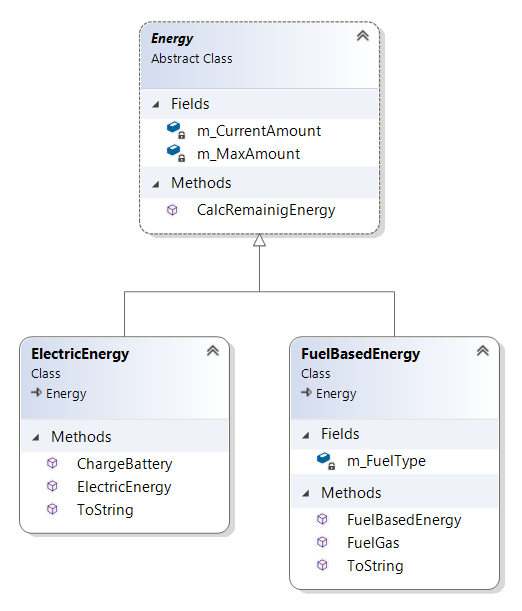 Energy
Abstract Class
Fields
m_CurrentAmount
m_MaxAmount
Methods
CalcRemainigEnergy
ElectricEnergy
Class
Energy
Methods
ChargeBattery
ElectricEnergy
ToString
FuelBasedEnergy
Class
Energy
Fields
m_FuelType
Methods
FuelBasedEnergy
FuelGas
ToString